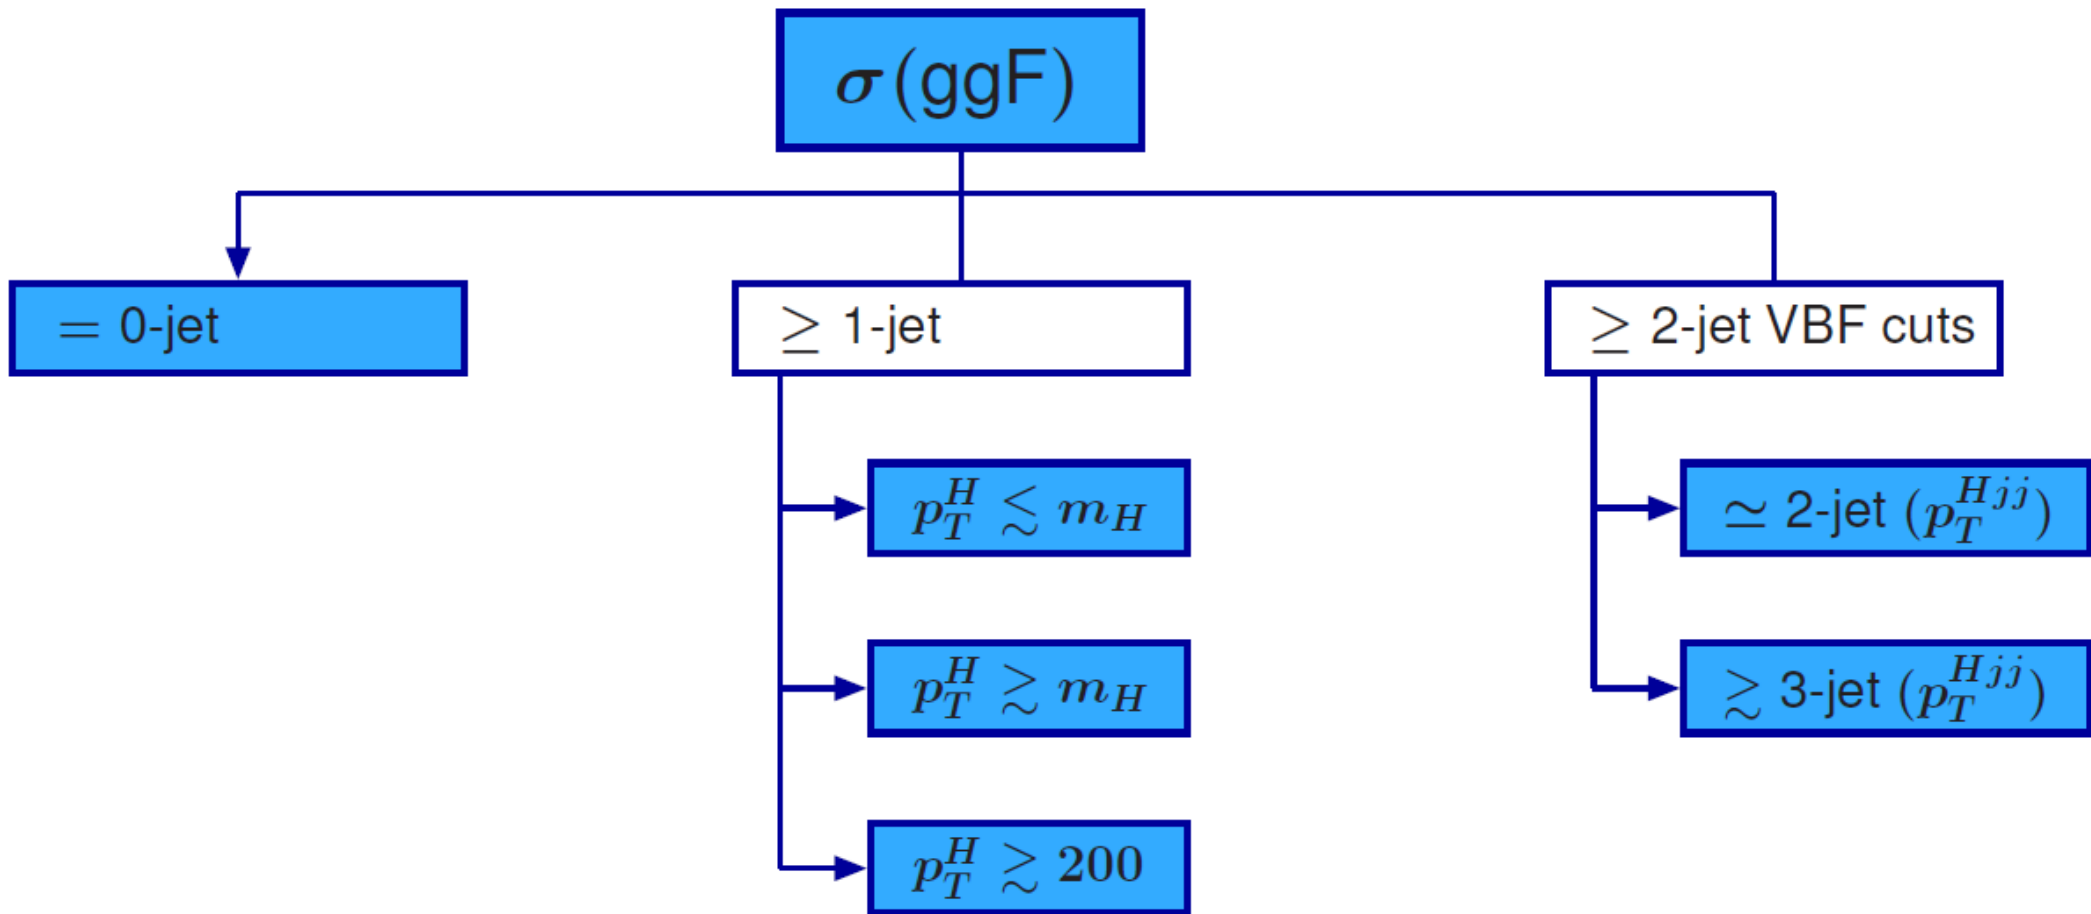 σ(ggF)
= 0-jet
≥ 1-jet
≥ 2-jet VBF cuts
p_T^H ≲ m_H
≃ 2-jet (p_T^{Hjj})
p_T^H ≳ m_H
≳ 3-jet (p_T^{Hjj})
p_T^H ≳ 200